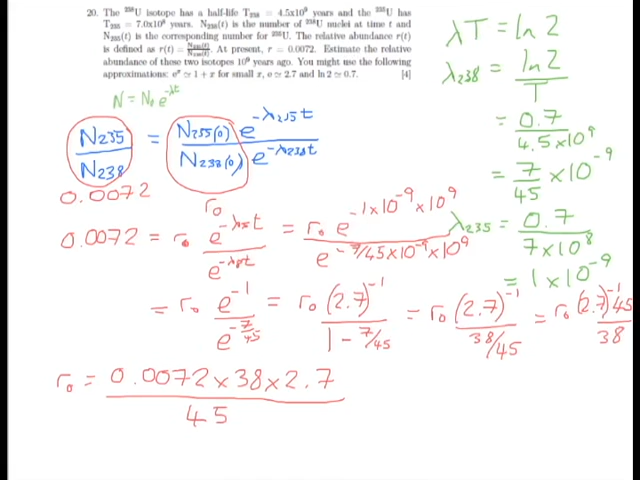 20. The ²³⁸U isotope has a half-life T₂₃₈ = 4.5x10⁹ years and the ²³⁵U has
T₂₃₅ = 7.0x10⁸ years. N₂₃₈(t) is the number of ²³⁸U nuclei at time t and
N₂₃₅(t) is the corresponding number for ²³⁵U. The relative abundance r(t)
is defined as r(t) = N₂₃₅(t)/N₂₃₈(t). At present, r = 0.0072. Estimate the relative
abundance of these two isotopes 10⁹ years ago. You might use the following
approximations: eˣ ≃ 1 + x for small x, e ≃ 2.7 and ln 2 ≃ 0.7. [4]
N = N₀ e^(-λt)
N235/N238 = N235(0) e^(-λ235t) / N238(0) e^(-λ238t)
0.0072
r₀
0.0072 = r₀ e^(-λ5t)/e^(-λ8t) = r₀ e^(-1×10⁻⁹×10⁹) / e^(-7/45×10⁻⁹×10⁹)
= r₀ e⁻¹/e^(-7/45) = r₀ (2.7)⁻¹/(1 - 7/45) = r₀ (2.7)⁻¹/(38/45) = r₀ (2.7)⁻¹ 45/38
r₀ = 0.0072 × 38 × 2.7 / 45
λT = ln 2
λ238 = ln 2/T
= 0.7/4.5×10⁹
= 7/45 ×10⁻⁹
λ235 = 0.7/7×10⁸
= 1×10⁻⁹